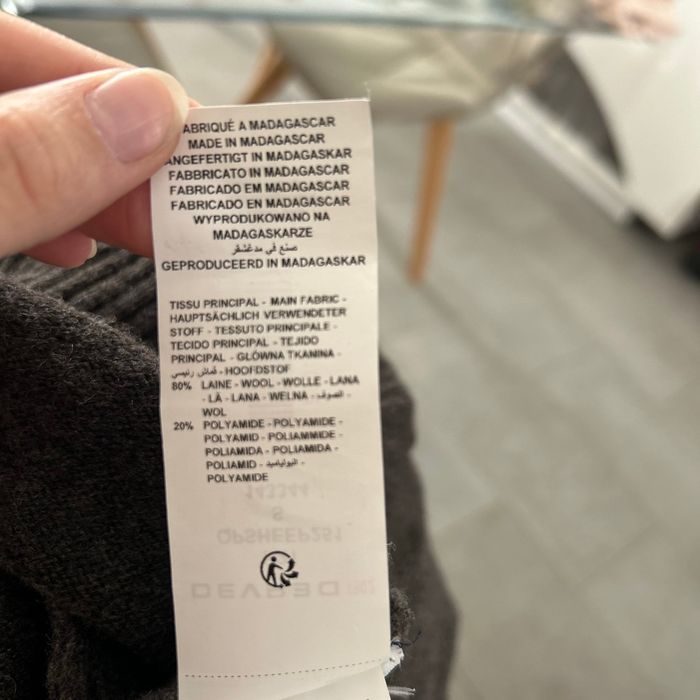 ABRIQUÉ A MADAGASCAR
MADE IN MADAGASCAR
ANGEFERTIGT IN MADAGASKAR
FABBRICATO IN MADAGASCAR
FABRICADO EM MADAGASCAR
FABRICADO EN MADAGASCAR
WYPRODUKOWANO NA
MADAGASKARZE
صنع في مدغشقر
GEPRODUCEERD IN MADAGASKAR
TISSU PRINCIPAL - MAIN FABRIC -
HAUPTSÄCHLICH VERWENDETER
STOFF - TESSUTO PRINCIPALE -
TECIDO PRINCIPAL - TEJIDO
PRINCIPAL - GŁÓWNA TKANINA -
قماش رئيسي - HOOFDSTOF
80% LAINE - WOOL - WOLLE - LANA
- LÃ - LANA - WEŁNA - الصوف -
WOL
20% POLYAMIDE - POLYAMIDE -
POLYAMID - POLIAMMIDE -
POLIAMIDA - POLIAMIDA -
POLIAMID - البولياميد -
POLYAMIDE
S
QPSHEEP261